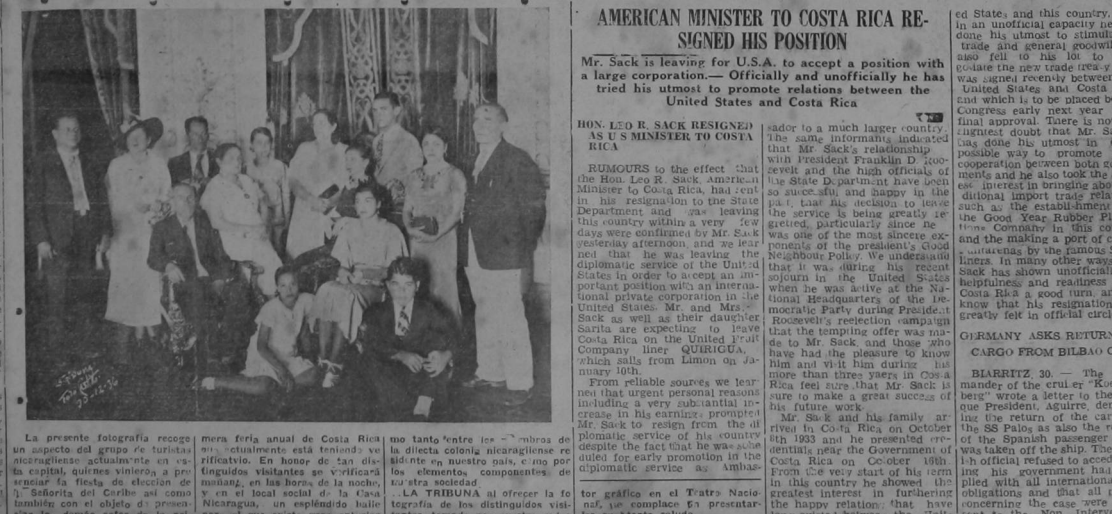 La presente fotografía recoge
un aspecto del grupo de turistas
nicaragüense actualmente en es-
ta capital, quienes vinieron a pre
senciar la fiesta de elección de
Señorita del Caribe así como
también con el objeto de presen-
mera feria anual de Costa Rica
que actualmente está teniendo ve
rificativo. En honor de tan dis-
tinguidos visitantes se verificará
mañana, en las horas de la noche,
y en el local social de la Casa
Nicaragua, un espléndido baile
mo tanto entre los miembros de
la dilecta colonia nicaragüense re
sidente en nuestro país, como por
los elementos componentes de
nuestra sociedad.
..LA TRIBUNA al ofrecer la fo
tografía de los distinguidos visi-
tor gráfico en el Teatro Nacio-
nal, se complace en presentar-
AMERICAN MINISTER TO COSTA RICA RE-
SIGNED HIS POSITION
Mr. Sack is leaving for U.S.A. to accept a position with
a large corporation.— Officially and unofficially he has
tried his utmost to promote relations between the
United States and Costa Rica
HON. LEO R. SACK RESIGNED
AS U S MINISTER TO COSTA
RICA
RUMOURS to the effect that
the Hon. Leo R. Sack, American
Minister to Costa Rica, had sent
in his resignation to the State
Department and was leaving
this country within a very few
days were confirmed by Mr. Sack
yesterday afternoon, and we lear
ned that he was leaving the
diplomatic service of the United
States in order to accept an im-
portant position with an interna-
tional private corporation in the
United States. Mr. and Mrs.
Sack as well as their daughter
Sarita are expecting to leave
Costa Rica on the United Fruit
Company liner QUIRIGUA,
which sails from Limon on Ja-
nuary 10th.
From reliable sources we lear-
ned that urgent personal reasons
including a very substantial in-
crease in his earning prompted
Mr. Sack to resign from the di
plomatic service of his country
despite the fact that he was sche
duled for early promotion in the
diplomatic service as Ambas-
sador to a much larger country.
The same informants indicated
that Mr. Sack's relationship
with President Franklin D. Roo-
sevelt and the high officials of
the State Department have been
so successful, and happy in the
past, that his decision to leave
the service is being greatly re-
gretted, particularly since he
was one of the most sincere ex-
ponents of the president's Good
Neighbour Policy. We understand
that it was during his recent
sojourn in the United States
when he was active at the Na-
tional Headquarters of the De-
mocratic Party during President
Roosevelt's reelection campaign
that the tempting offer was ma-
de to Mr. Sack, and those who
have had the pleasure to know
him and visit him during his
more than three yaers in Costa
Rica feel sure that Mr. Sack is
sure to make a great success of
his future work.
Mr. Sack and his family ar-
rived in Costa Rica on October
8th 1933 and he presented cre-
dentials near the Government of
Costa Rica on October 16th.
From the very start of his term
in this country he showed the
greatest interest in furthering
the happy relations that have
ed States and this country.
in an unofficial capacity
done his utmost to
trade and general
also fell to his lot to
gotiate the new trade treaty
was signed recently between
United States and Costa
and which is to be placed
Congress early next year
final approval. There is
slightest doubt that Mr.
has done his utmost in
possible way to promote
cooperation between both
ments and he also took the
est interest in bringing
ditional import trade
such as the establishment
the Good Year Rubber
tions Company in this
and the making a port of
Puntarenas by the famous
liners. In many other ways
Sack has shown
helpfulness and readiness
Costa Rica a good turn,
know that his resignation
greatly felt in official
GERMANY ASKS
CARGO FROM BILBAO
BIARRITZ, 30. — The
mander of the cruiser
berg" wrote a letter to the
que President, Aguirre,
ing the return of the
the SS Palos as also the
of the Spanish passenger
was taken off the ship.
official refused to
ing his government had
plied with all
obligations and that all
concerning the case were